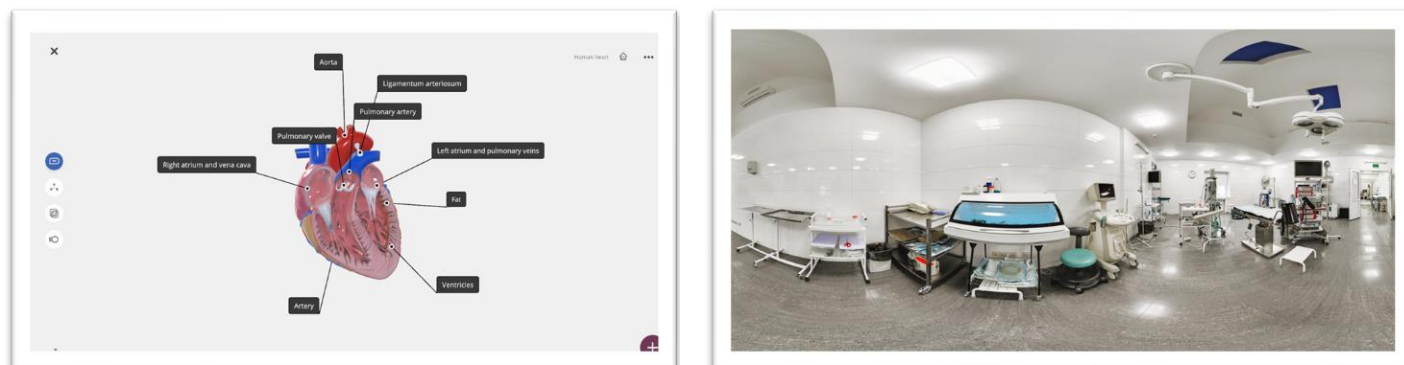 Human heart
Aorta
Ligamentum arteriosum
Pulmonary artery
Pulmonary valve
Left atrium and pulmonary veins
Right atrium and vena cava
Fat
Ventricies
Artery